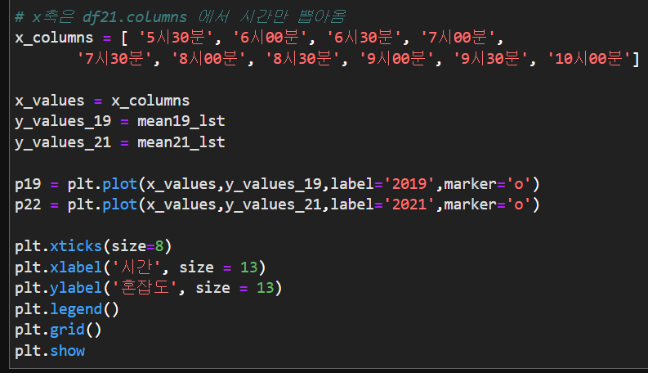 # x축은 df21.columns 에서 시간만 뽑아옴
x_columns = [ '5시30분', '6시00분', '6시30분', '7시00분',
'7시30분', '8시00분', '8시30분', '9시00분', '9시30분', '10시00분']
x_values = x_columns
y_values_19 = mean19_lst
y_values_21 = mean21_lst
p19 = plt.plot(x_values,y_values_19,label='2019',marker='o')
p22 = plt.plot(x_values,y_values_21,label='2021',marker='o')
plt.xticks(size=8)
plt.xlabel('시간', size = 13)
plt.ylabel('혼잡도', size = 13)
plt.legend()
plt.grid()
plt.show